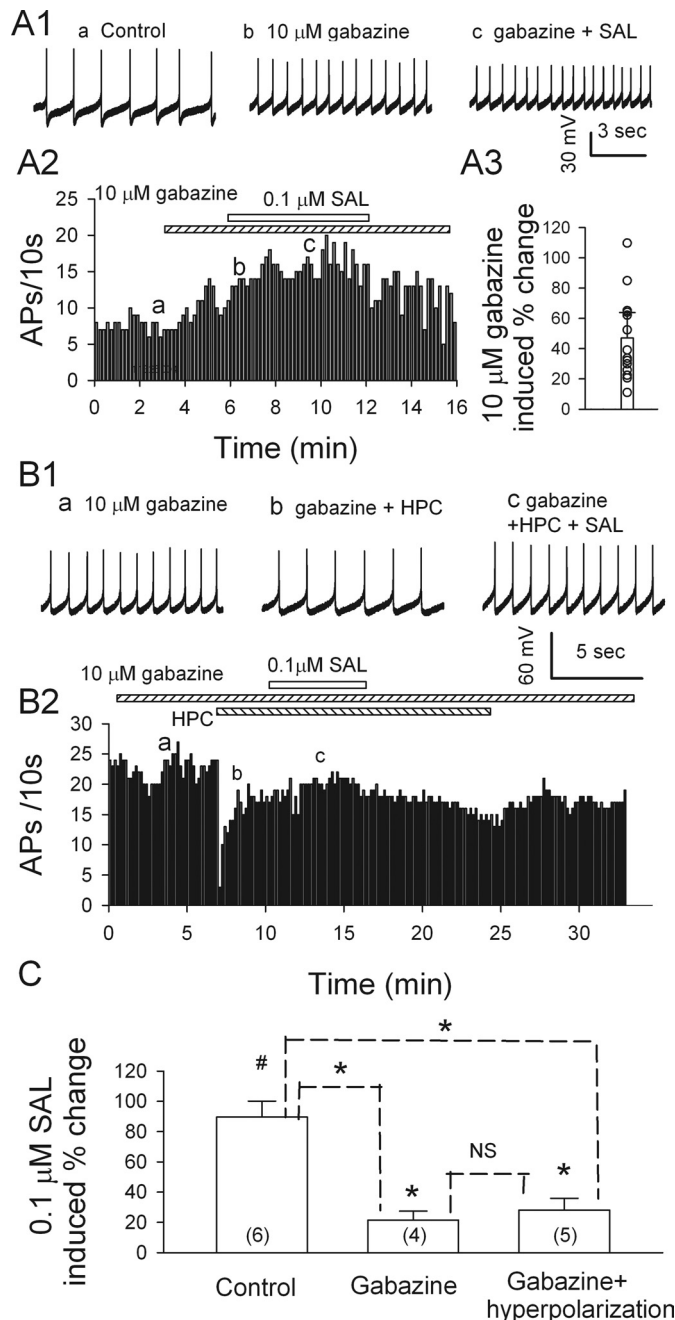 A1
a Control
b 10 μM gabazine
c gabazine + SAL
30 mV
3 sec
A2
A3
10 μM gabazine
0.1 μM SAL
APs/10s
25
20
15
10
5
0
a
b
c
0 2 4 6 8 10 12 14 16
Time (min)
10 μM gabazine
induced % change
120
100
80
60
40
20
0
B1
a 10 μM gabazine
b gabazine + HPC
C gabazine
+HPC + SAL
60 mV
5 sec
B2
10 μM gabazine
0.1μM SAL
HPC
APs /10s
30
25
20
15
10
5
0
a
b
c
0 5 10 15 20 25 30
Time (min)
C
0.1 μM SAL
induced % change
120
100
80
60
40
20
0
#
*
*
NS
*
*
(6)
(4)
(5)
Control
Gabazine
Gabazine+
hyperpolarization